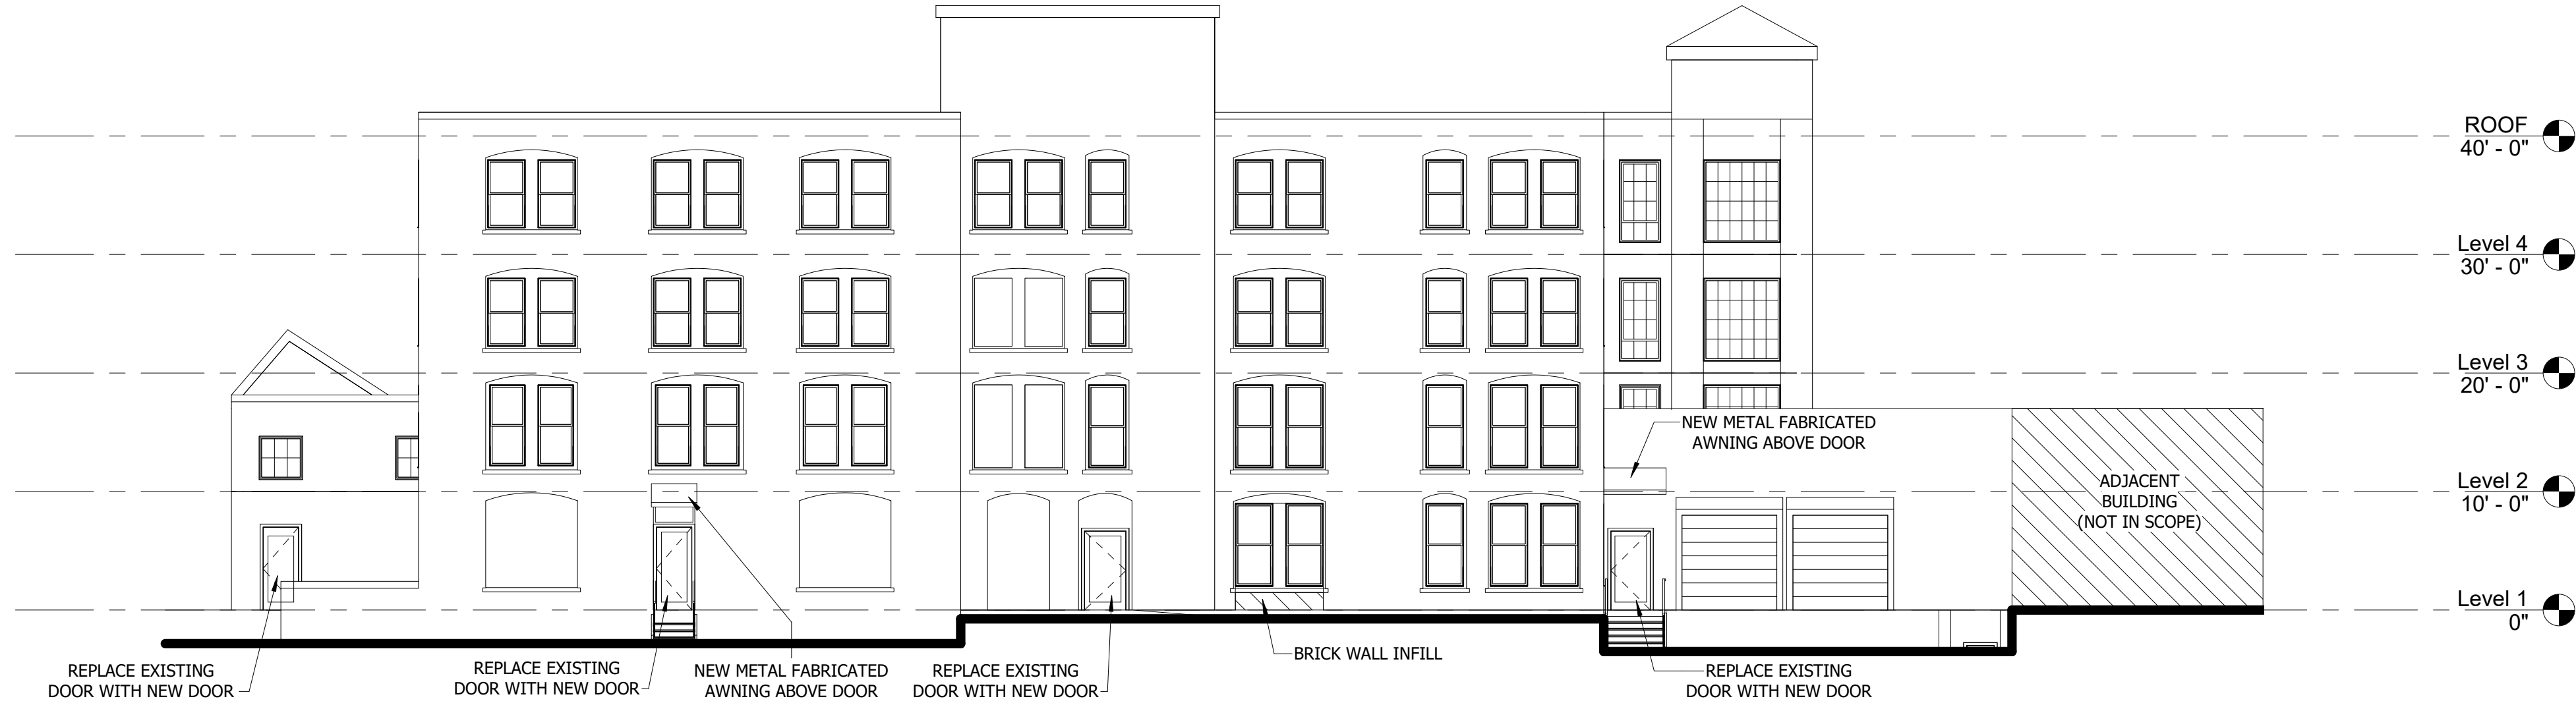 ROOF
40' - 0"
Level 4
30' - 0"
Level 3
20' - 0"
NEW METAL FABRICATED
AWNING ABOVE DOOR
ADJACENT
BUILDING
(NOT IN SCOPE)
Level 2
10' - 0"
Level 1
0"
REPLACE EXISTING
DOOR WITH NEW DOOR
REPLACE EXISTING
DOOR WITH NEW DOOR
NEW METAL FABRICATED
AWNING ABOVE DOOR
REPLACE EXISTING
DOOR WITH NEW DOOR
BRICK WALL INFILL
REPLACE EXISTING
DOOR WITH NEW DOOR